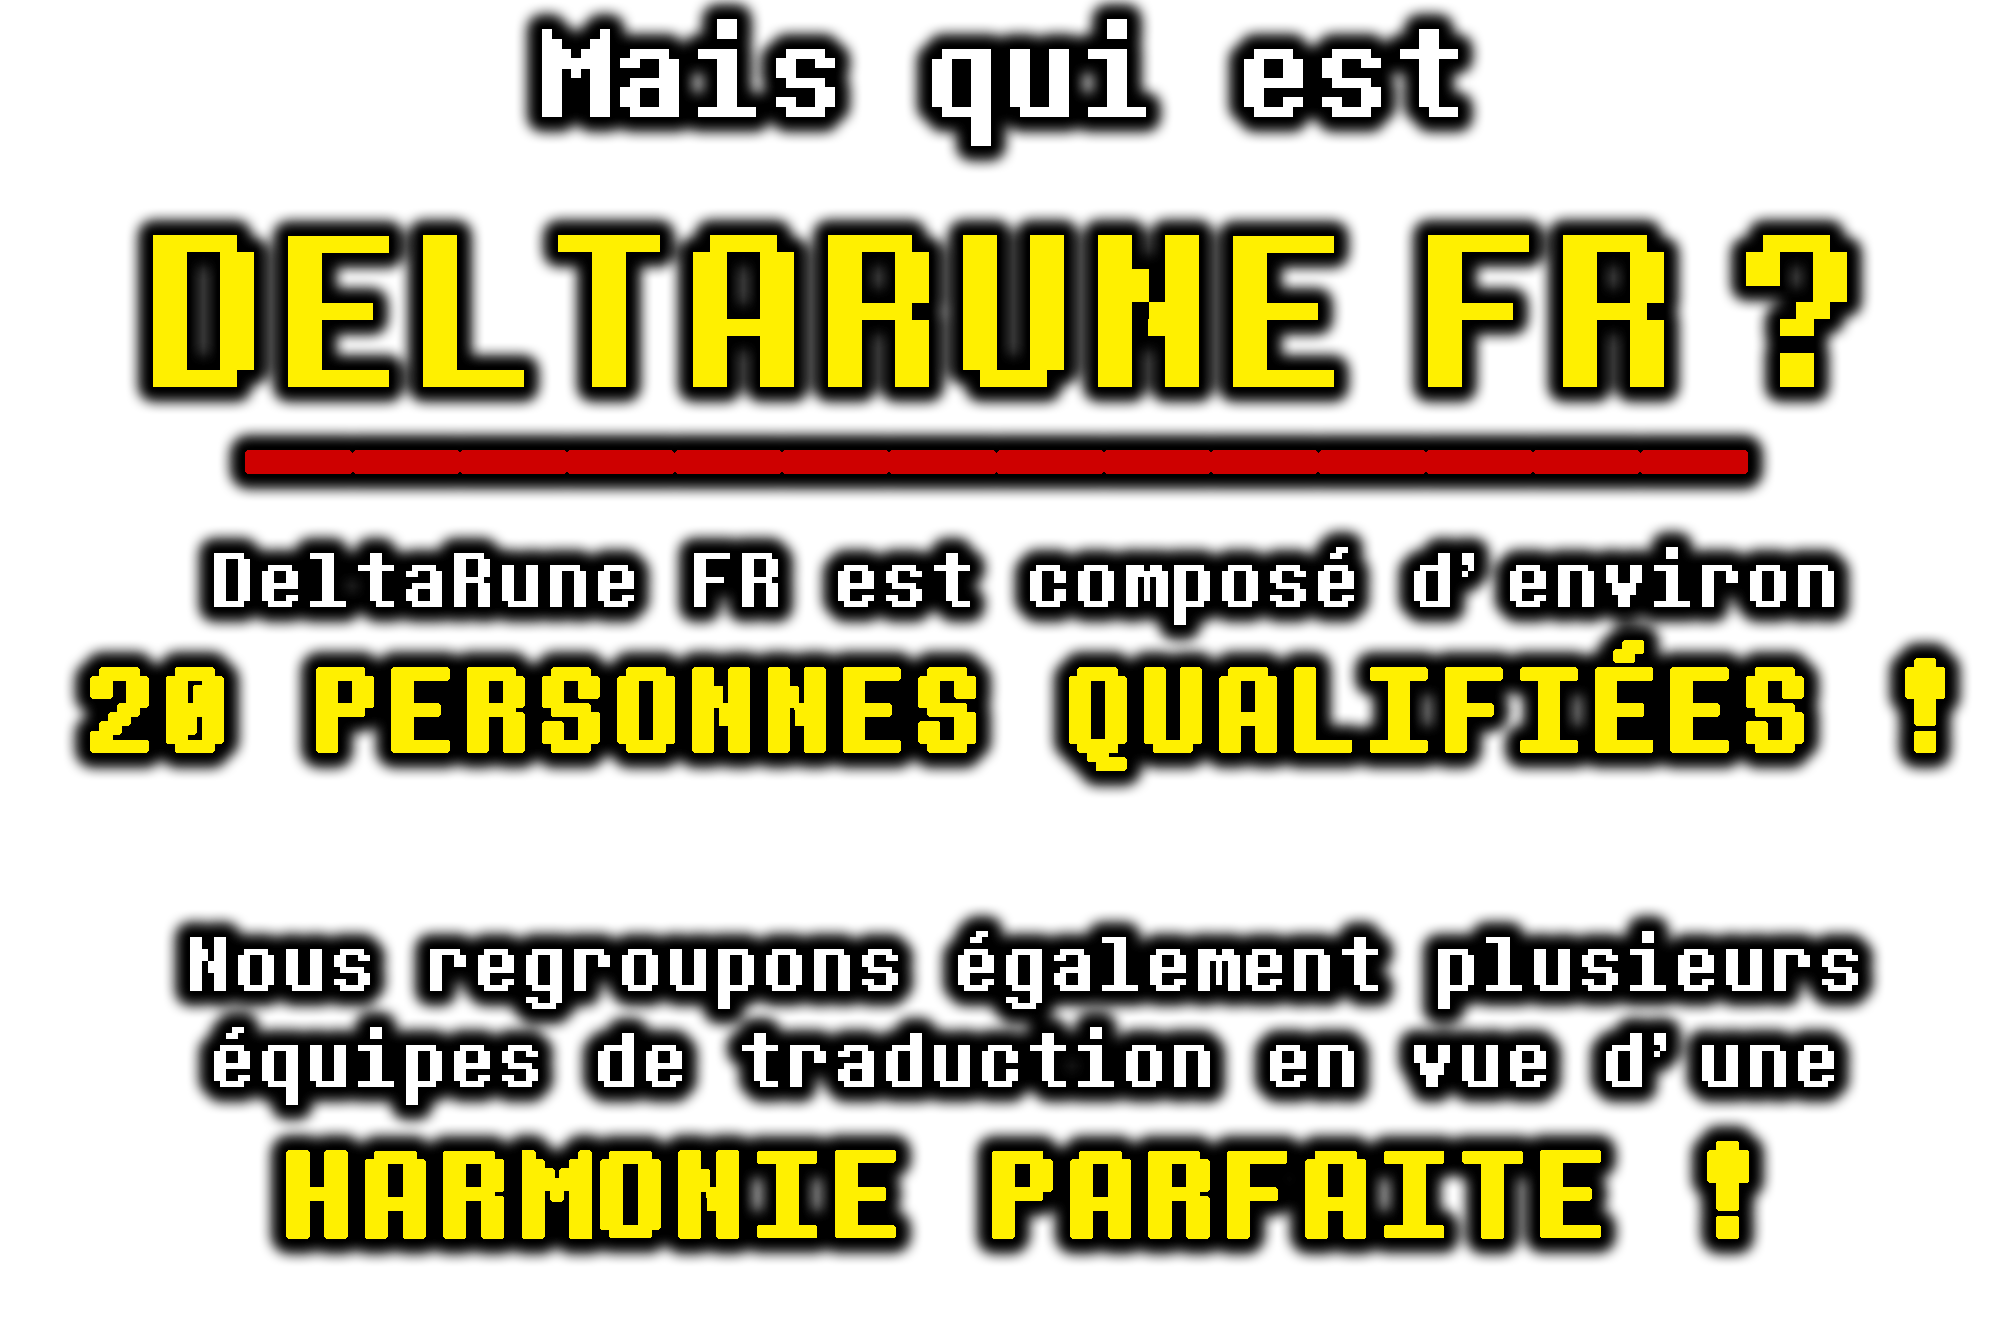 Mais qui est
DELTARUNE FR ?
DeltaRune FR est composé d'environ
20 PERSONNES QUALIFIÉES !
Nous regroupons également plusieurs
équipes de traduction en vue d'une
HARMONIE PARFAITE !